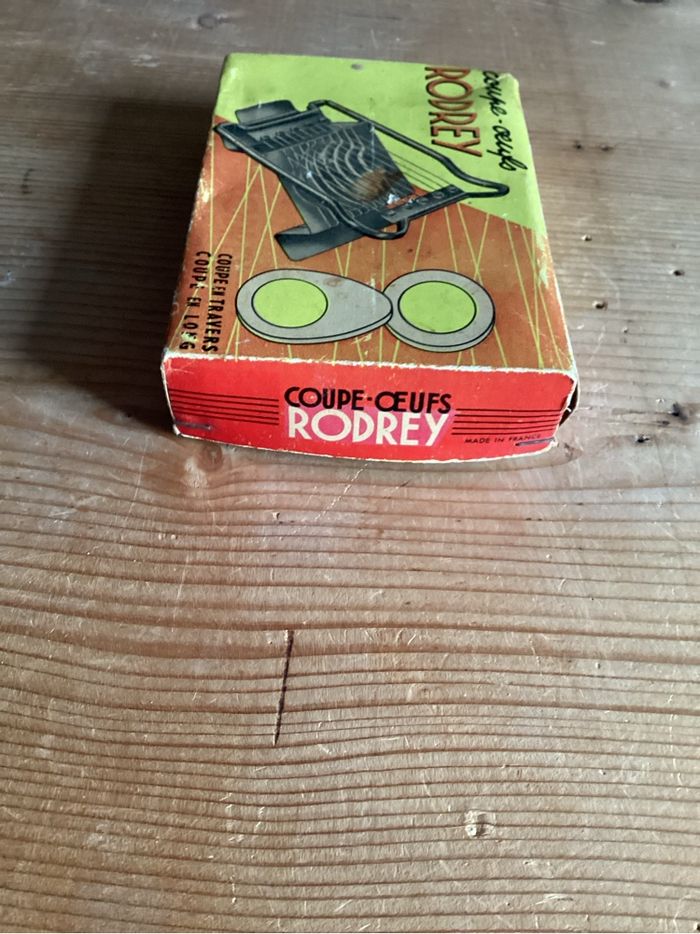 coupe-œufs
RODREY
COUPE EN TRAVERS
COUPE EN LONG
COUPE-ŒUFS
RODREY
MADE IN FRANCE